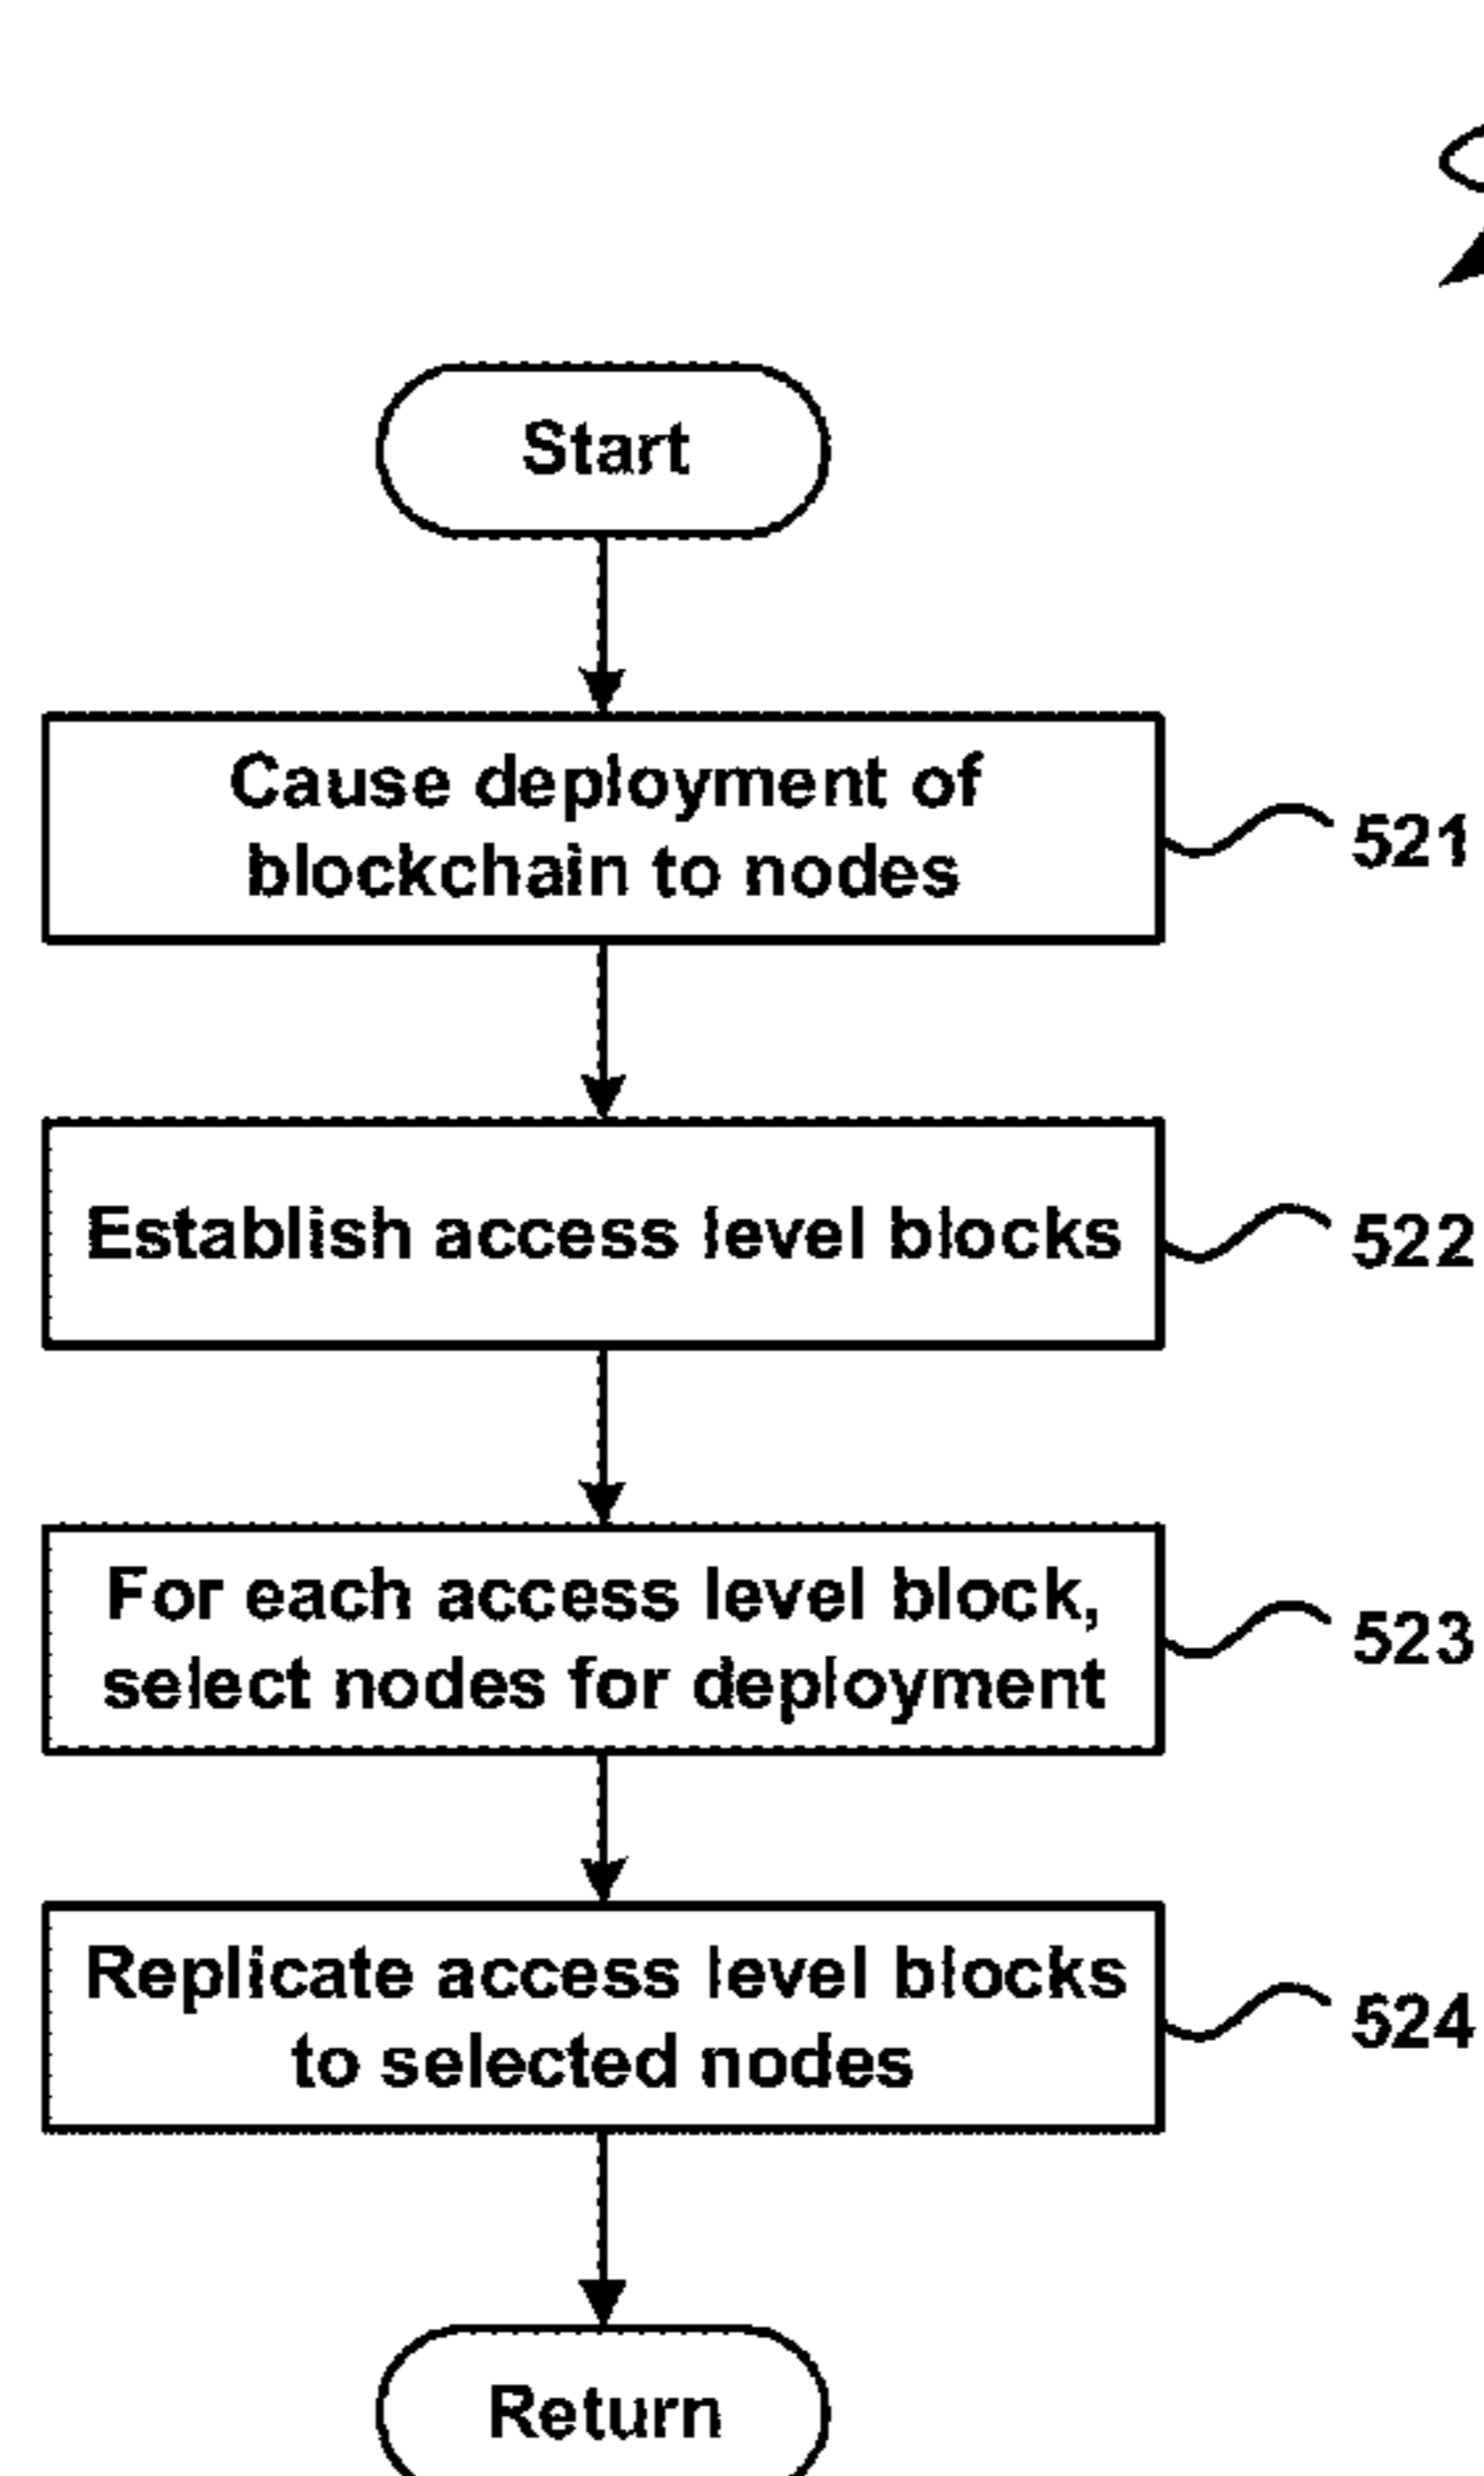 Start
Cause deployment of
blockchain to nodes
521
Establish access level blocks
522
For each access level block,
select nodes for deployment
523
Replicate access level blocks
to selected nodes
524
Return